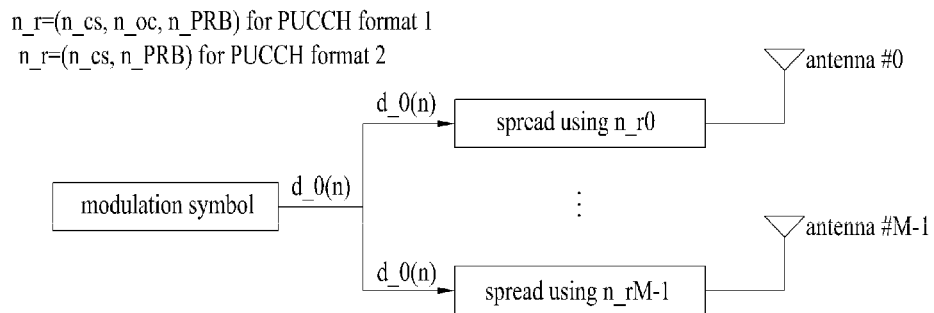 n_r=(n_cs, n_oc, n_PRB) for PUCCH format 1
n_r=(n_cs, n_PRB) for PUCCH format 2
antenna #0
d_0(n)
spread using n_r0
modulation symbol
d_0(n)
⋮
antenna #M-1
d_0(n)
spread using n_rM-1